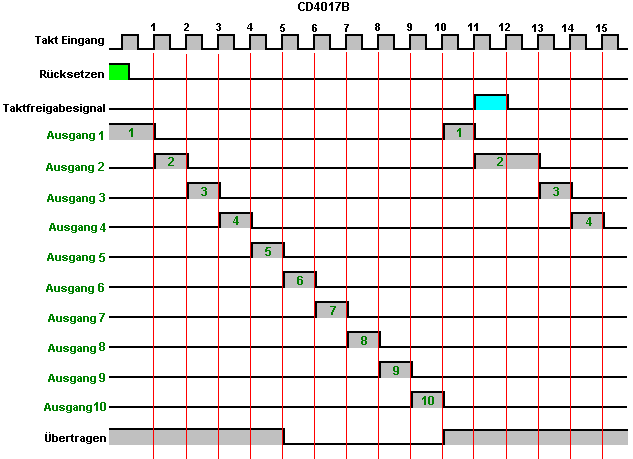 CD4017B
1 2 3 4 5 6 7 8 9 10 11 12 13 14 15
Takt Eingang
Rücksetzen
Taktfreigabesignal
Ausgang 1 1 1
Ausgang 2 2 2
Ausgang 3 3 3
Ausgang 4 4 4
Ausgang 5 5
Ausgang 6 6
Ausgang 7 7
Ausgang 8 8
Ausgang 9 9
Ausgang10 10
Übertragen